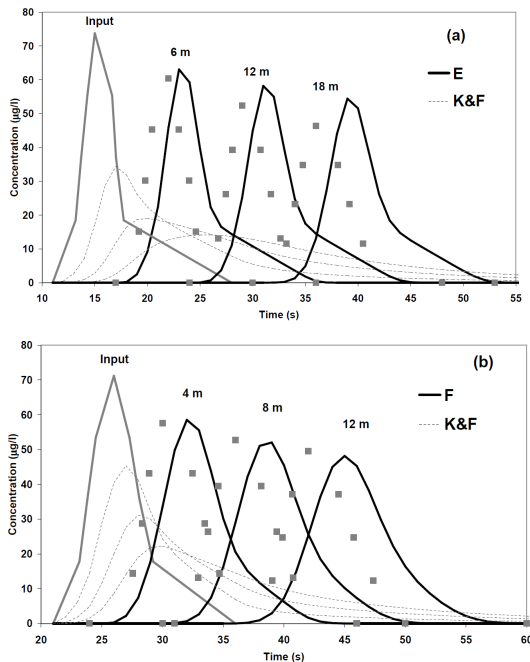 80
70
60
50
40
30
20
10
0
Concentration (µg/l)
Input
6 m
12 m
18 m
(a)
E
K&F
10 15 20 25 30 35 40 45 50 55
Time (s)
80
70
60
50
40
30
20
10
0
Concentration (µg/l)
Input
4 m
8 m
12 m
(b)
F
K&F
20 25 30 35 40 45 50 55 60
Time (s)